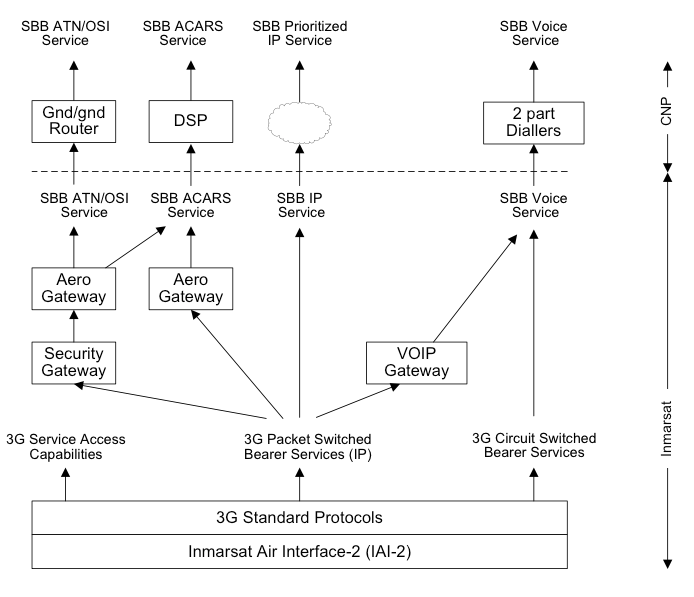 SBB ATN/OSI
Service
SBB ACARS
Service
SBB Prioritized
IP Service
SBB Voice
Service
Gnd/gnd
Router
DSP
2 part
Diallers
CNP
SBB ATN/OSI
Service
SBB ACARS
Service
SBB IP
Service
SBB Voice
Service
Aero
Gateway
Aero
Gateway
Security
Gateway
VOIP
Gateway
Inmarsat
3G Service Access
Capabilities
3G Packet Switched
Bearer Services (IP)
3G Circuit Switched
Bearer Services
3G Standard Protocols
Inmarsat Air Interface-2 (IAI-2)